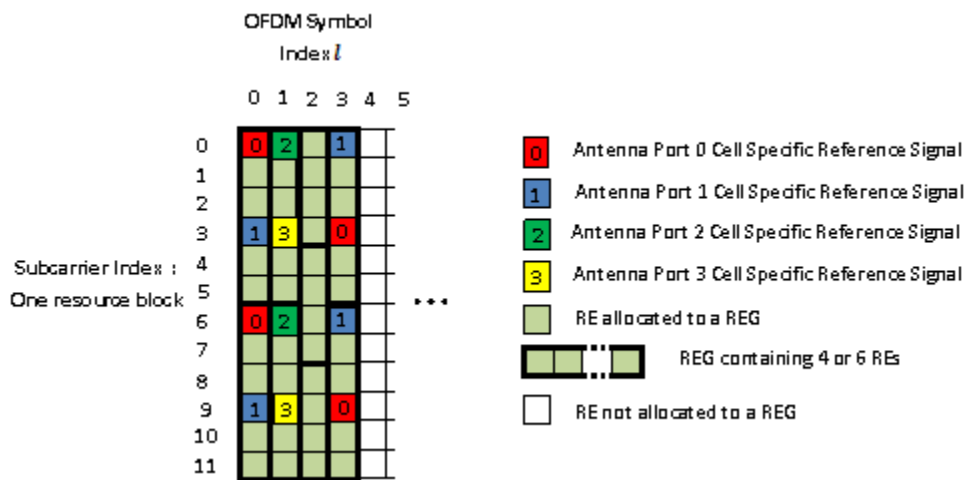 OFDM Symbol
Index l
0 1 2 3 4 5
0 0 2 1
1
2
3 1 3 0
4
Subcarrier Index :
5
One resource block
...
6 0 2 1
7
8
9 1 3 0
10
11
0 Antenna Port 0 Cell Specific Reference Signal
1 Antenna Port 1 Cell Specific Reference Signal
2 Antenna Port 2 Cell Specific Reference Signal
3 Antenna Port 3 Cell Specific Reference Signal
RE allocated to a REG
REG containing 4 or 6 REs
RE not allocated to a REG